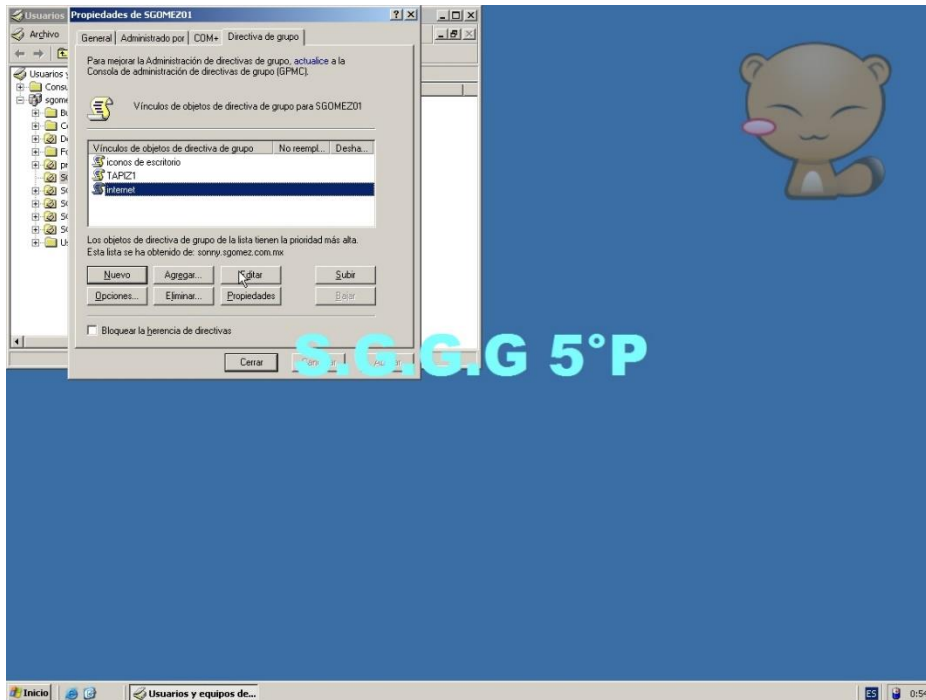 Usuarios
Propiedades de SGOMEZ01
Archivo
General
Administrado por
COM+
Directiva de grupo
Para mejorar la Administración de directivas de grupo, actualice a la
Consola de administración de directivas de grupo (GPMC).
Usuarios y
Vínculos de objetos de directiva de grupo para SGOMEZ01
Vínculos de objetos de directiva de grupo No reempl... Desha...
iconos de escritorio
TAPIZ1
internet
Los objetos de directiva de grupo de la lista tienen la prioridad más alta.
Esta lista se ha obtenido de: sonny.sgomez.com.mx
Nuevo Agregar... Editar Subir
Opciones... Eliminar... Propiedades Bajar
Bloquear la herencia de directivas
Cerrar
S.G.G.G 5°P
Inicio
Usuarios y equipos de...
ES
0:54